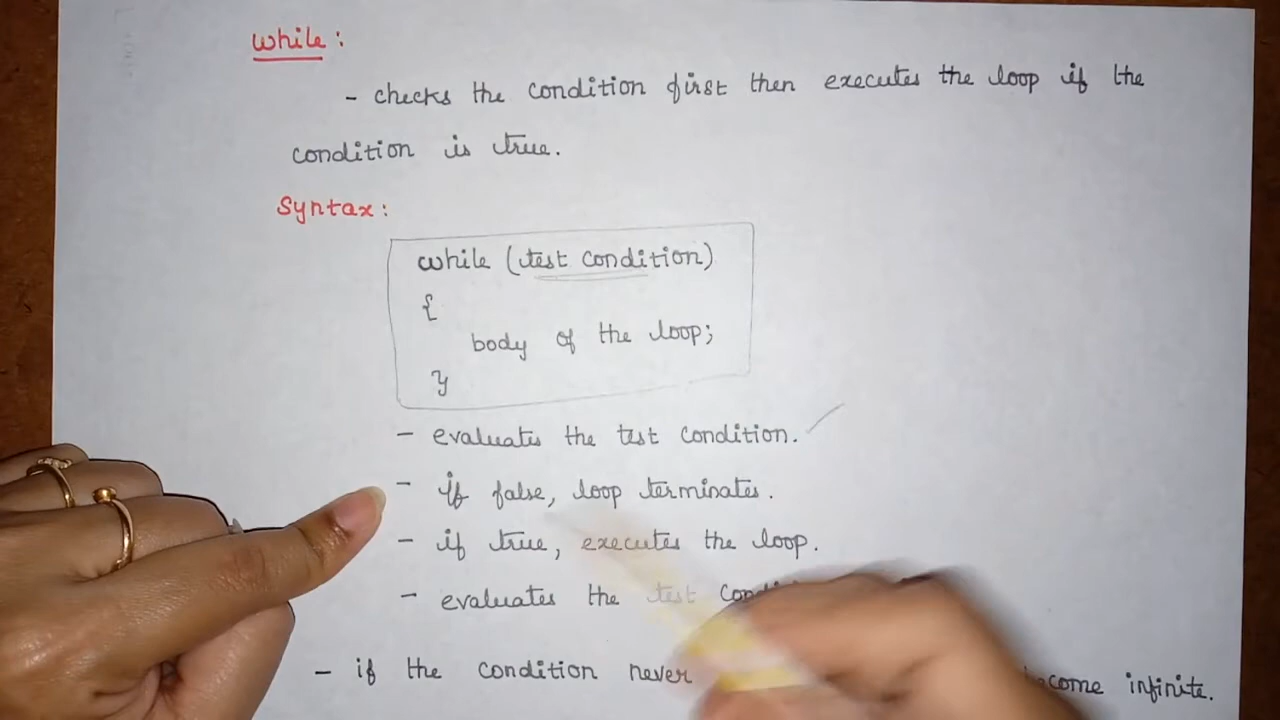 while :
- checks the condition first then executes the loop if the
condition is true.
Syntax :
while (test condition)
{
body of the loop;
}
- evaluates the test condition.
- if false, loop terminates.
- if true, executes the loop.
- evaluates the test
- if the condition never infinite.